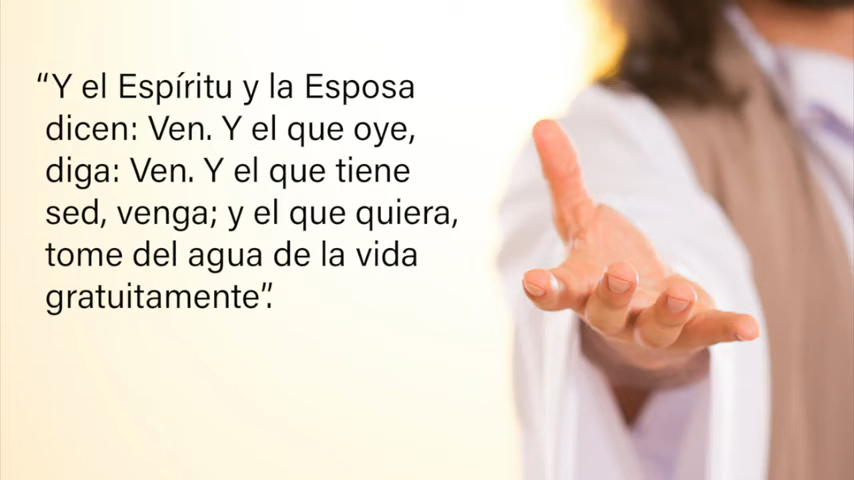 “Y el Espíritu y la Esposa
dicen: Ven. Y el que oye,
diga: Ven. Y el que tiene
sed, venga; y el que quiera,
tome del agua de la vida
gratuitamente”.